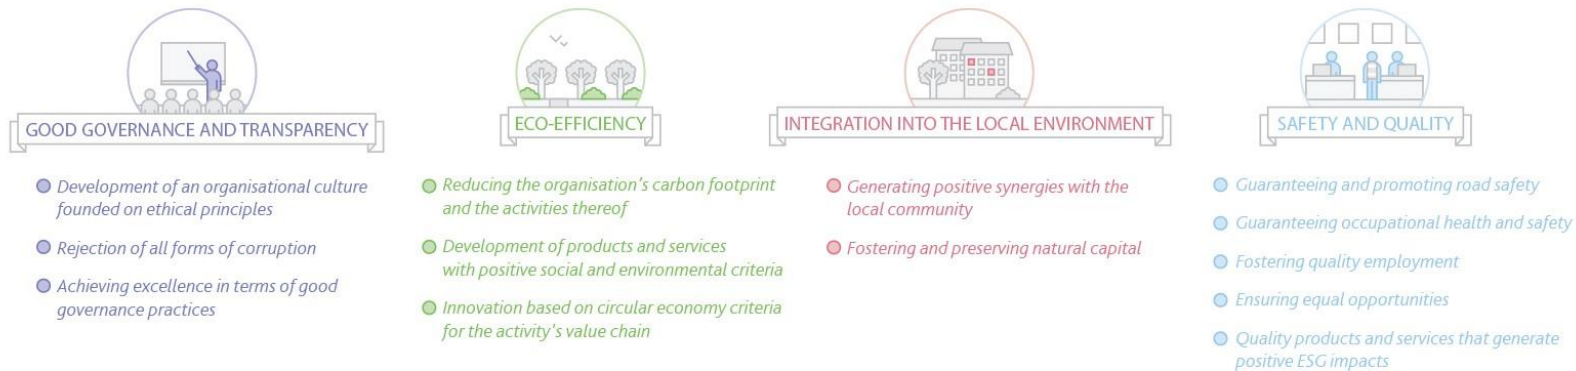 GOOD GOVERNANCE AND TRANSPARENCY
Development of an organisational culture
founded on ethical principles
Rejection of all forms of corruption
Achieving excellence in terms of good
governance practices
ECO-EFFICIENCY
Reducing the organisation's carbon footprint
and the activities thereof
Development of products and services
with positive social and environmental criteria
Innovation based on circular economy criteria
for the activity's value chain
INTEGRATION INTO THE LOCAL ENVIRONMENT
Generating positive synergies with the
local community
Fostering and preserving natural capital
SAFETY AND QUALITY
Guaranteeing and promoting road safety
Guaranteeing occupational health and safety
Fostering quality employment
Ensuring equal opportunities
Quality products and services that generate
positive ESG impacts